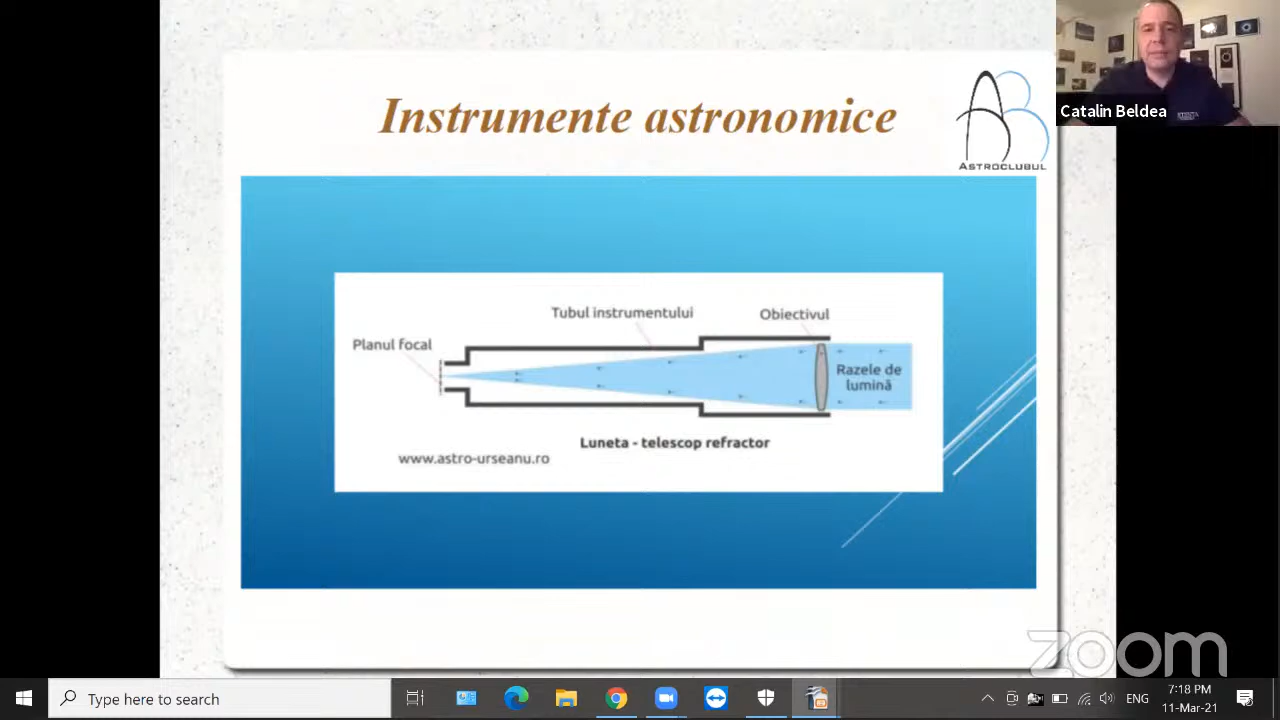 Instrumente astronomice
ASTROCLUBUL
Catalin Beldea
Tubul instrumentului
Obiectivul
Planul focal
Razele de
lumină
Luneta - telescop refractor
www.astro-urseanu.ro
zoom
Type here to search
ENG
7:18 PM
11-Mar-21